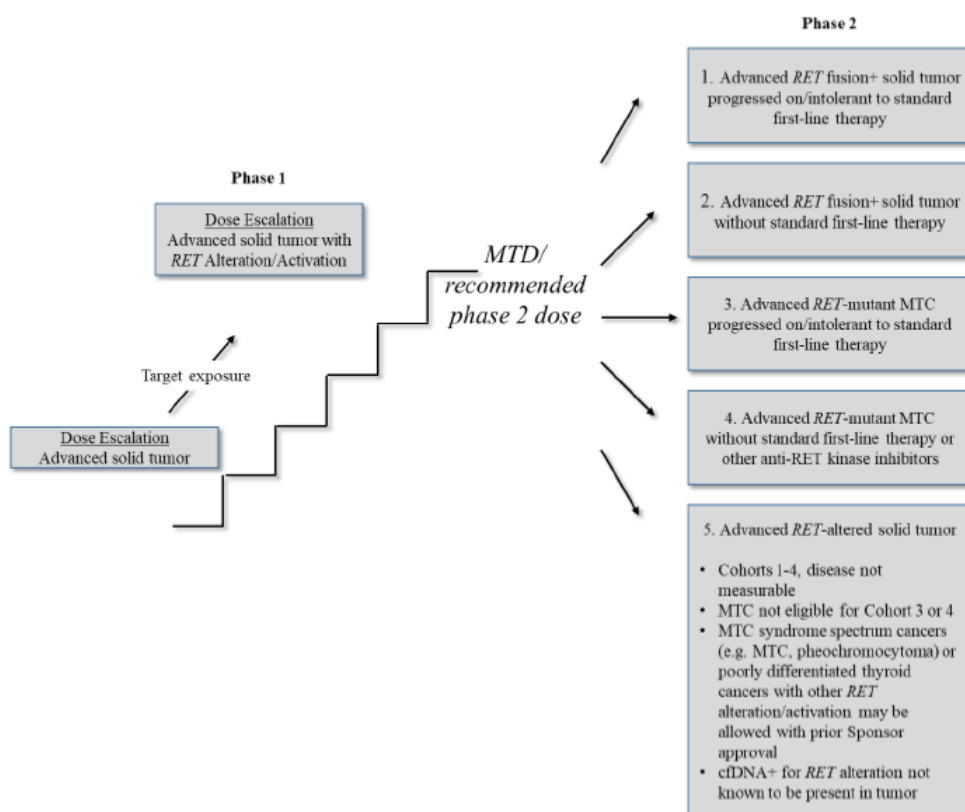 Phase 1
Dose Escalation
Advanced solid tumor with
RET Alteration/Activation
Target exposure
Dose Escalation
Advanced solid tumor
MTD/
recommended
phase 2 dose
Phase 2
1. Advanced RET fusion+ solid tumor
progressed on/intolerant to standard
first-line therapy
2. Advanced RET fusion+ solid tumor
without standard first-line therapy
3. Advanced RET-mutant MTC
progressed on/intolerant to standard
first-line therapy
4. Advanced RET-mutant MTC
without standard first-line therapy or
other anti-RET kinase inhibitors
5. Advanced RET-altered solid tumor
• Cohorts 1-4, disease not
measurable
• MTC not eligible for Cohort 3 or 4
• MTC syndrome spectrum cancers
(e.g. MTC, pheochromocytoma) or
poorly differentiated thyroid
cancers with other RET
alteration/activation may be
allowed with prior Sponsor
approval
• cfDNA+ for RET alteration not
known to be present in tumor